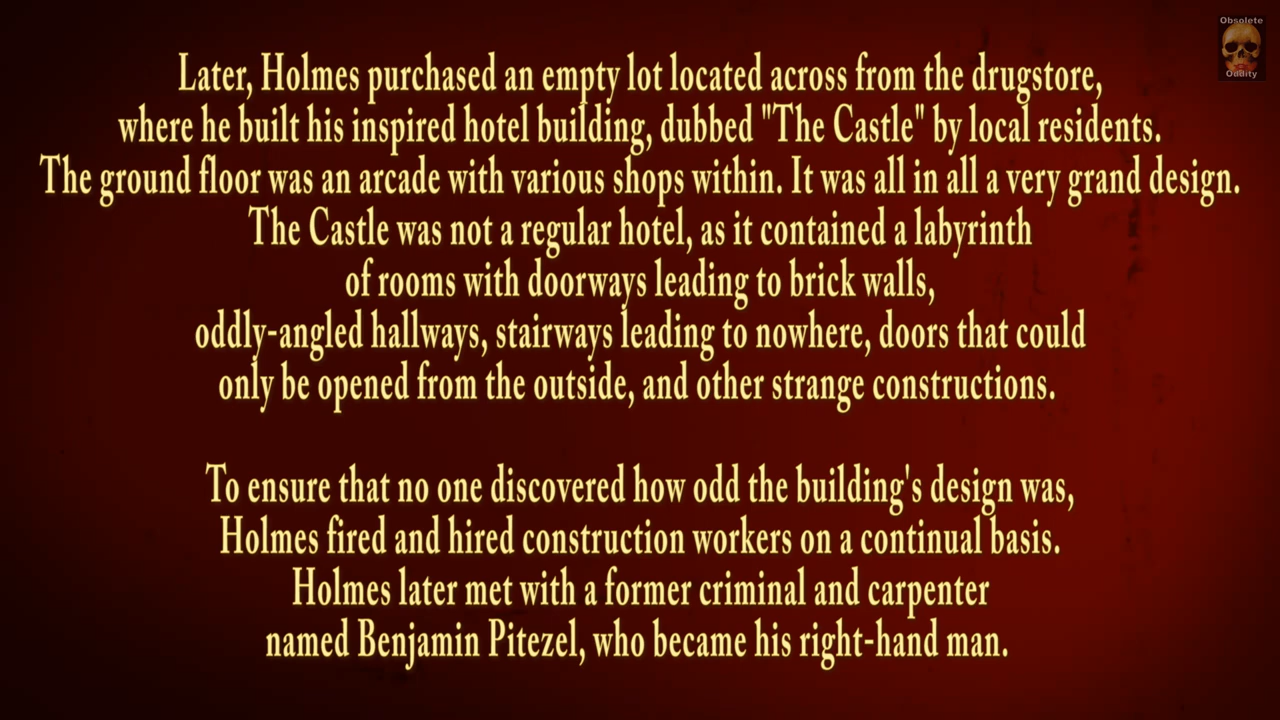 Obsolete
Oddity
Later, Holmes purchased an empty lot located across from the drugstore,
where he built his inspired hotel building, dubbed "The Castle" by local residents.
The ground floor was an arcade with various shops within. It was all in all a very grand design.
The Castle was not a regular hotel, as it contained a labyrinth
of rooms with doorways leading to brick walls,
oddly-angled hallways, stairways leading to nowhere, doors that could
only be opened from the outside, and other strange constructions.
To ensure that no one discovered how odd the building's design was,
Holmes fired and hired construction workers on a continual basis.
Holmes later met with a former criminal and carpenter
named Benjamin Pitezel, who became his right-hand man.